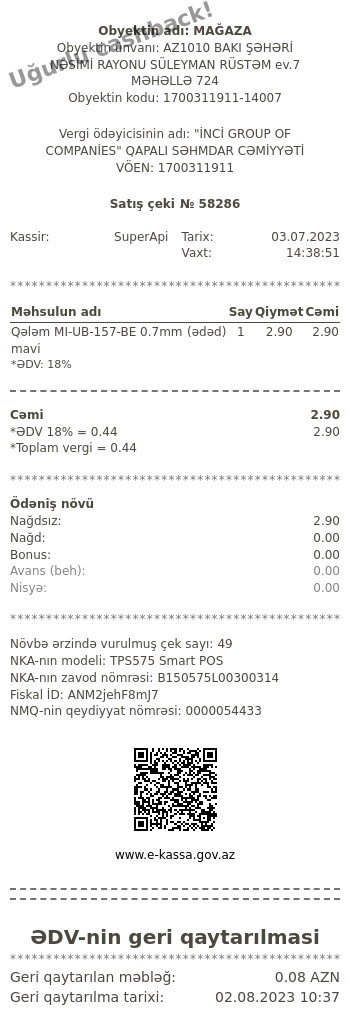 Uğurlu cashback!
Obyektin adı: MAĞAZA
Obyektin ünvanı: AZ1010 BAKI ŞƏHƏRİ
NƏSİMİ RAYONU SÜLEYMAN RÜSTƏM ev.7
MƏHƏLLƏ 724
Obyektin kodu: 1700311911-14007
Vergi ödəyicisinin adı: "İNCİ GROUP OF
COMPANİES" QAPALI SƏHMDAR CƏMİYYƏTİ
VÖEN: 1700311911
Satış çeki № 58286
Kassir: SuperApi Tarix: 03.07.2023
Vaxt: 14:38:51
**********************************************
Məhsulun adı Say Qiymət Cəmi
Qələm MI-UB-157-BE 0.7mm (ədəd) 1 2.90 2.90
mavi
*ƏDV: 18%
Cəmi 2.90
*ƏDV 18% = 0.44 2.90
*Toplam vergi = 0.44
**********************************************
Ödəniş növü
Nağdsız: 2.90
Nağd: 0.00
Bonus: 0.00
Avans (beh): 0.00
Nisyə: 0.00
**********************************************
Növbə ərzində vurulmuş çek sayı: 49
NKA-nın modeli: TPS575 Smart POS
NKA-nın zavod nömrəsi: B150575L00300314
Fiskal İD: ANM2jehF8mJ7
NMQ-nin qeydiyyat nömrəsi: 0000054433
www.e-kassa.gov.az
ƏDV-nin geri qaytarılmasi
**********************************************
Geri qaytarılan məbləğ: 0.08 AZN
Geri qaytarılma tarixi: 02.08.2023 10:37